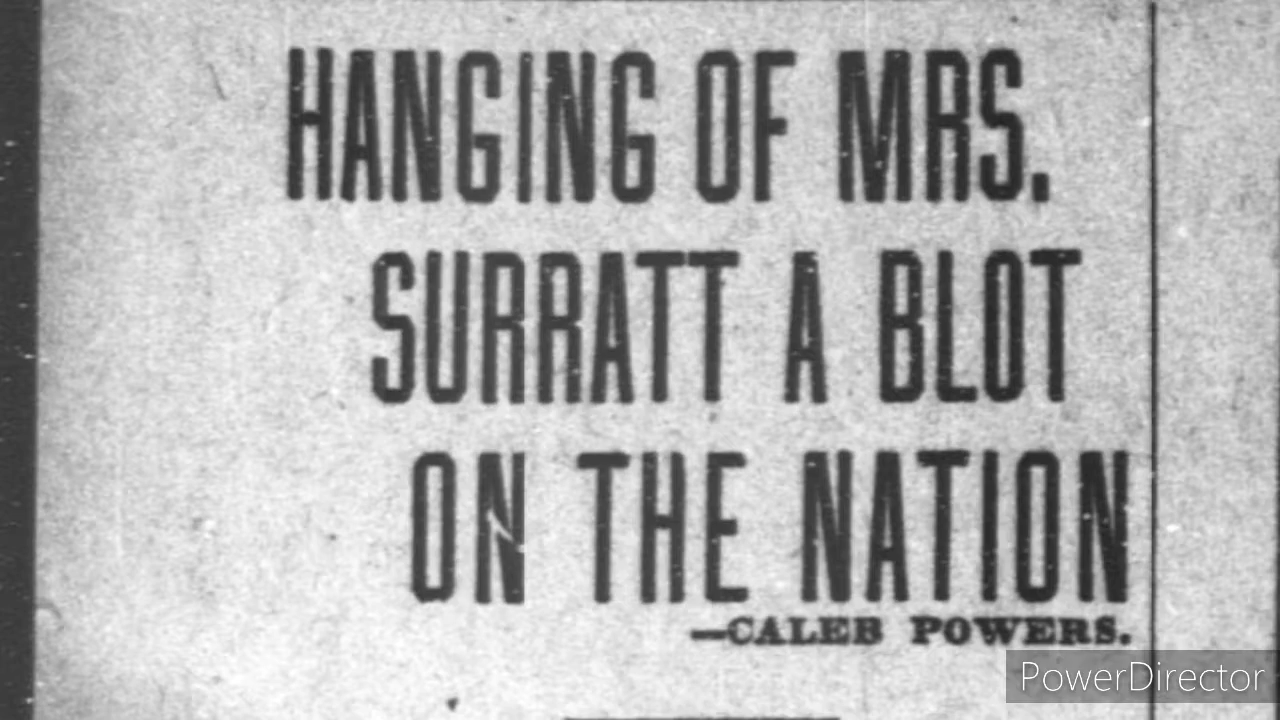 HANGING OF MRS.
SURRATT A BLOT
ON THE NATION
—CALEB POWERS.
PowerDirector